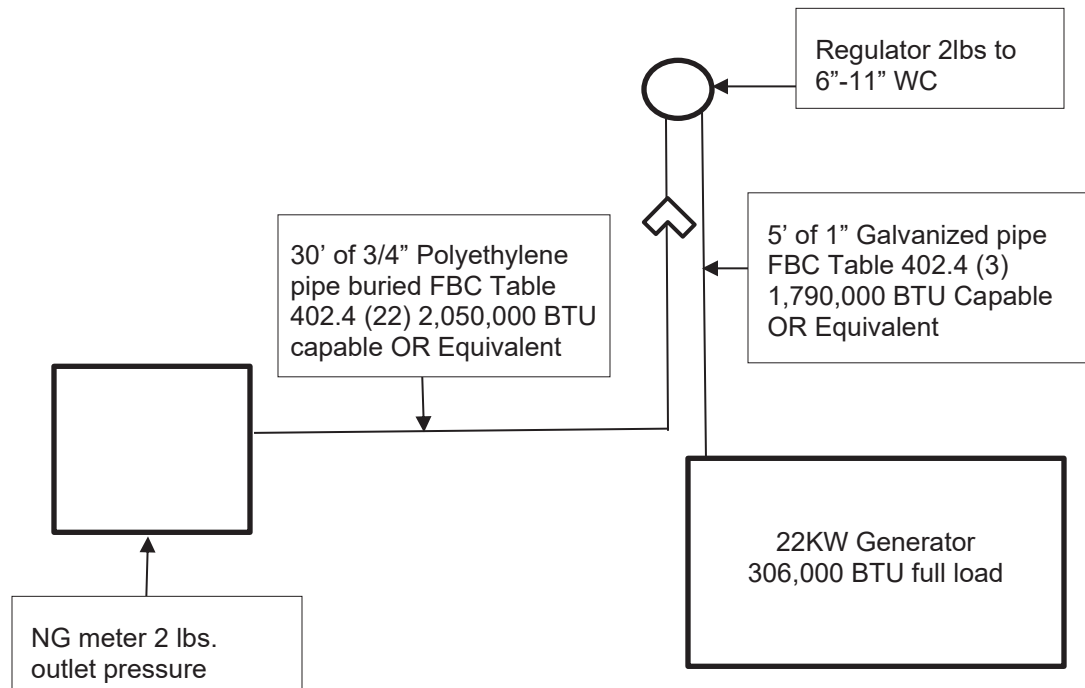 Regulator 2lbs to
6”-11” WC
30’ of 3/4” Polyethylene
pipe buried FBC Table
402.4 (22) 2,050,000 BTU
capable OR Equivalent
5’ of 1” Galvanized pipe
FBC Table 402.4 (3)
1,790,000 BTU Capable
OR Equivalent
22KW Generator
306,000 BTU full load
NG meter 2 lbs.
outlet pressure